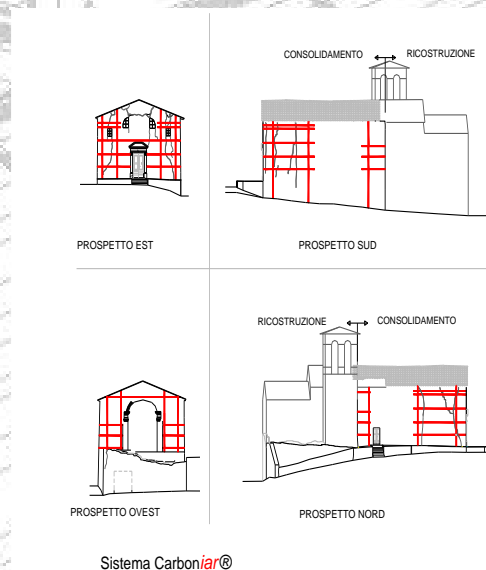 CONSOLIDAMENTO RICOSTRUZIONE
PROSPETTO EST
PROSPETTO SUD
RICOSTRUZIONE CONSOLIDAMENTO
PROSPETTO OVEST
PROSPETTO NORD
Sistema Carboniar®